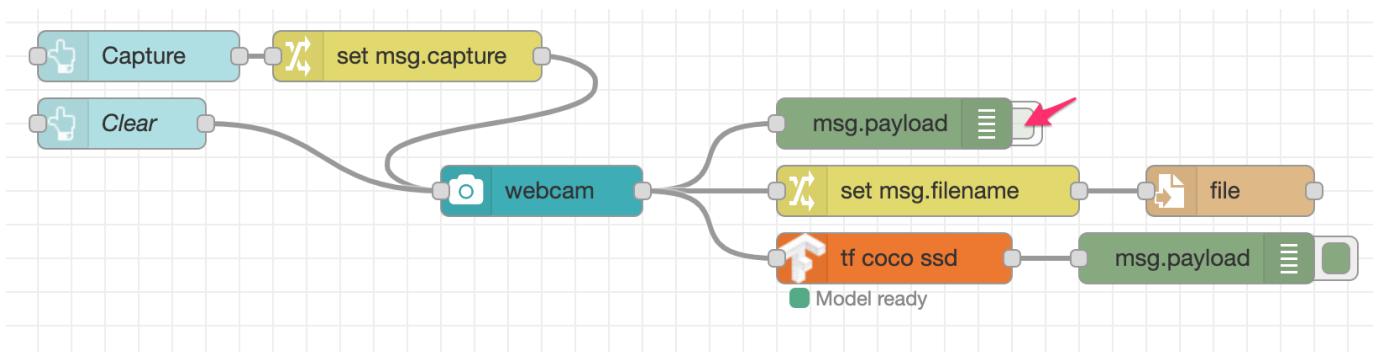 Capture
set msg.capture
Clear
msg.payload
webcam
set msg.filename
file
tf coco ssd
msg.payload
Model ready